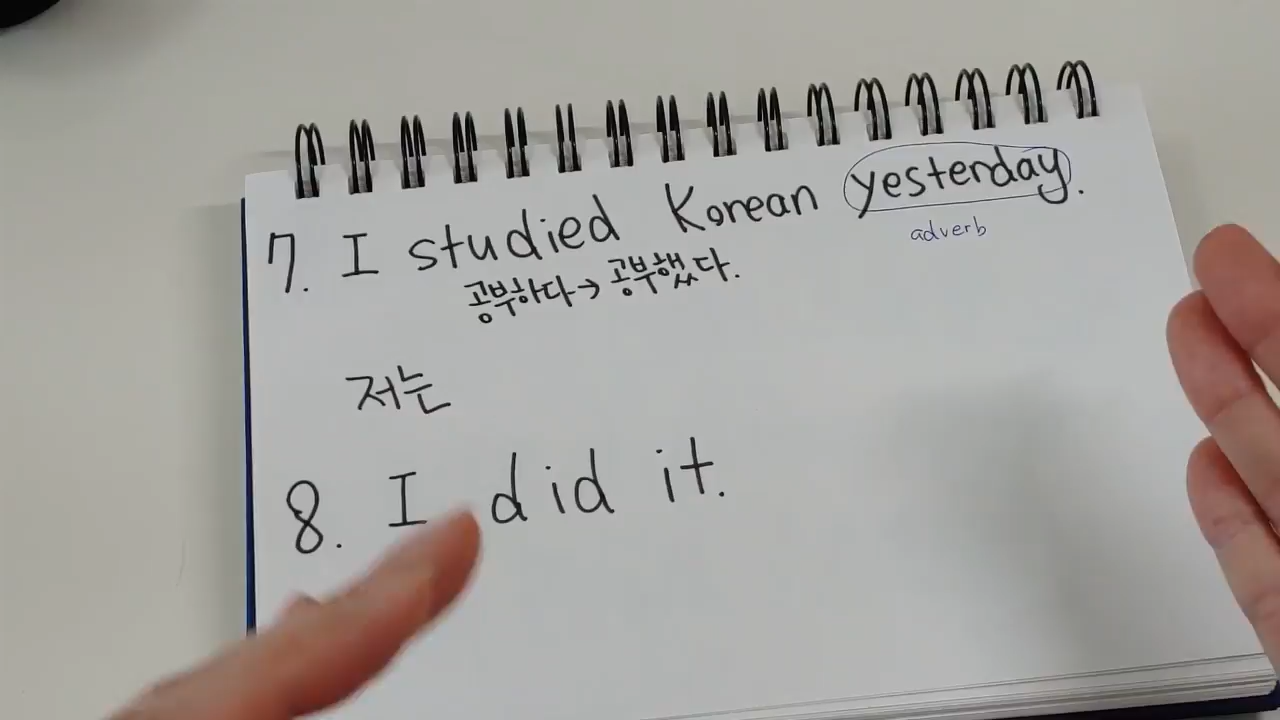 7. I studied Korean yesterday.
adverb
공부하다→공부했다.
저는
8. I did it.